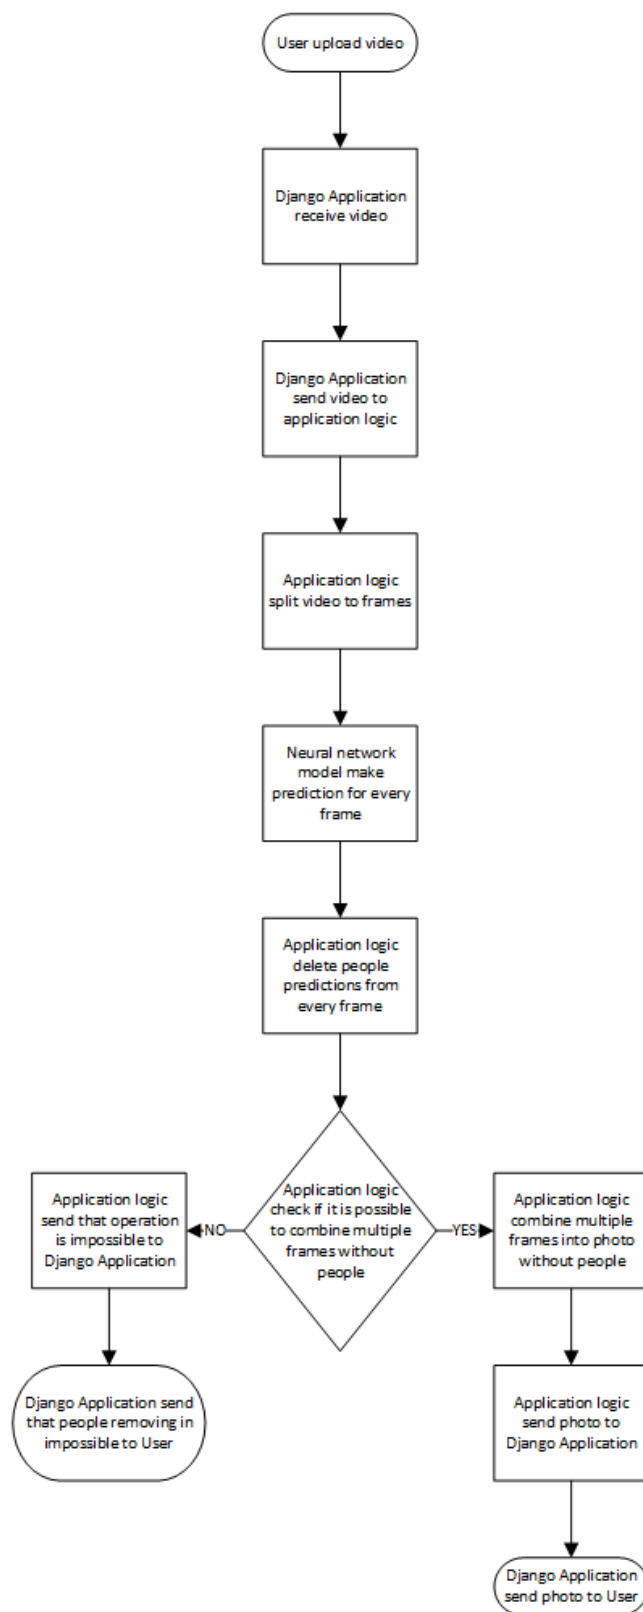 User upload video
Django Application
receive video
Django Application
send video to
application logic
Application logic
split video to frames
Neural network
model make
prediction for every
frame
Application logic
delete people
predictions from
every frame
Application logic
check if it is possible
to combine multiple
frames without
people
NO
YES
Application logic
send that operation
is impossible to
Django Application
Application logic
combine multiple
frames into photo
without people
Django Application send
that people removing in
impossible to User
Application logic
send photo to
Django Application
Django Application
send photo to User